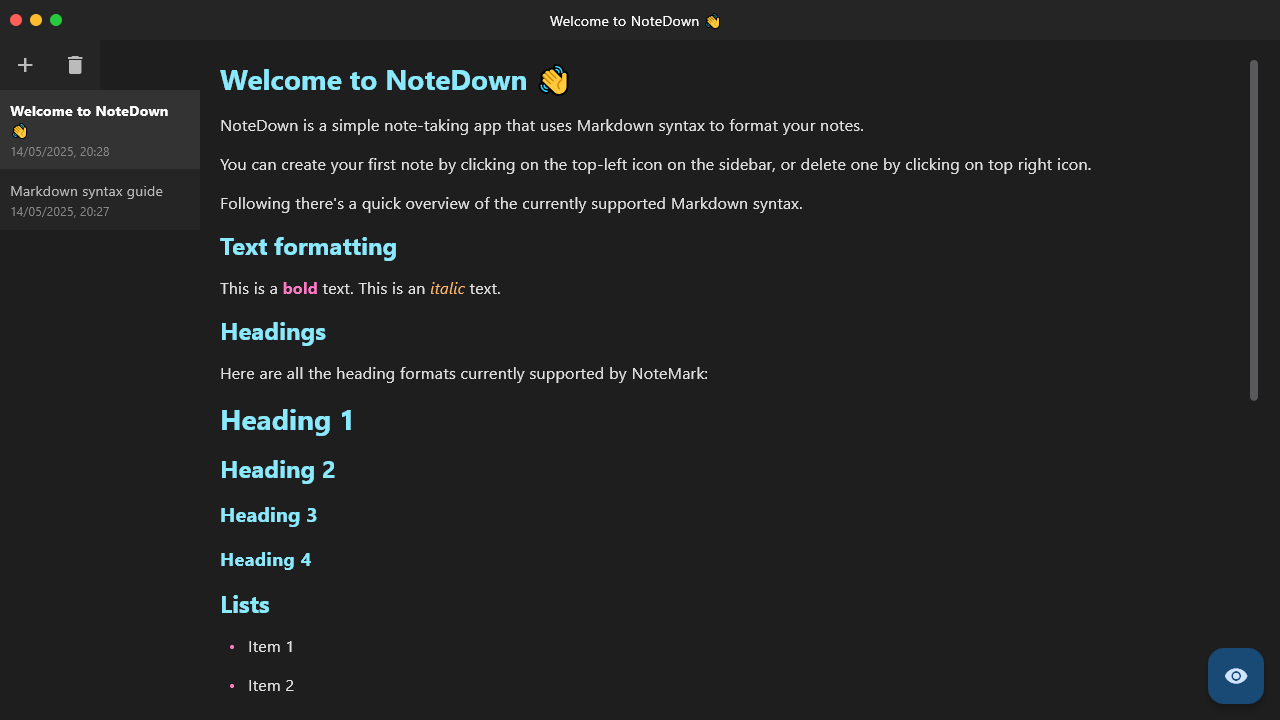 Welcome to NoteDown 👋
Welcome to NoteDown
👋
14/05/2025, 20:28
Markdown syntax guide
14/05/2025, 20:27
Welcome to NoteDown 👋
NoteDown is a simple note-taking app that uses Markdown syntax to format your notes.
You can create your first note by clicking on the top-left icon on the sidebar, or delete one by clicking on top right icon.
Following there's a quick overview of the currently supported Markdown syntax.
Text formatting
This is a bold text. This is an italic text.
Headings
Here are all the heading formats currently supported by NoteMark:
Heading 1
Heading 2
Heading 3
Heading 4
Lists
• Item 1
• Item 2